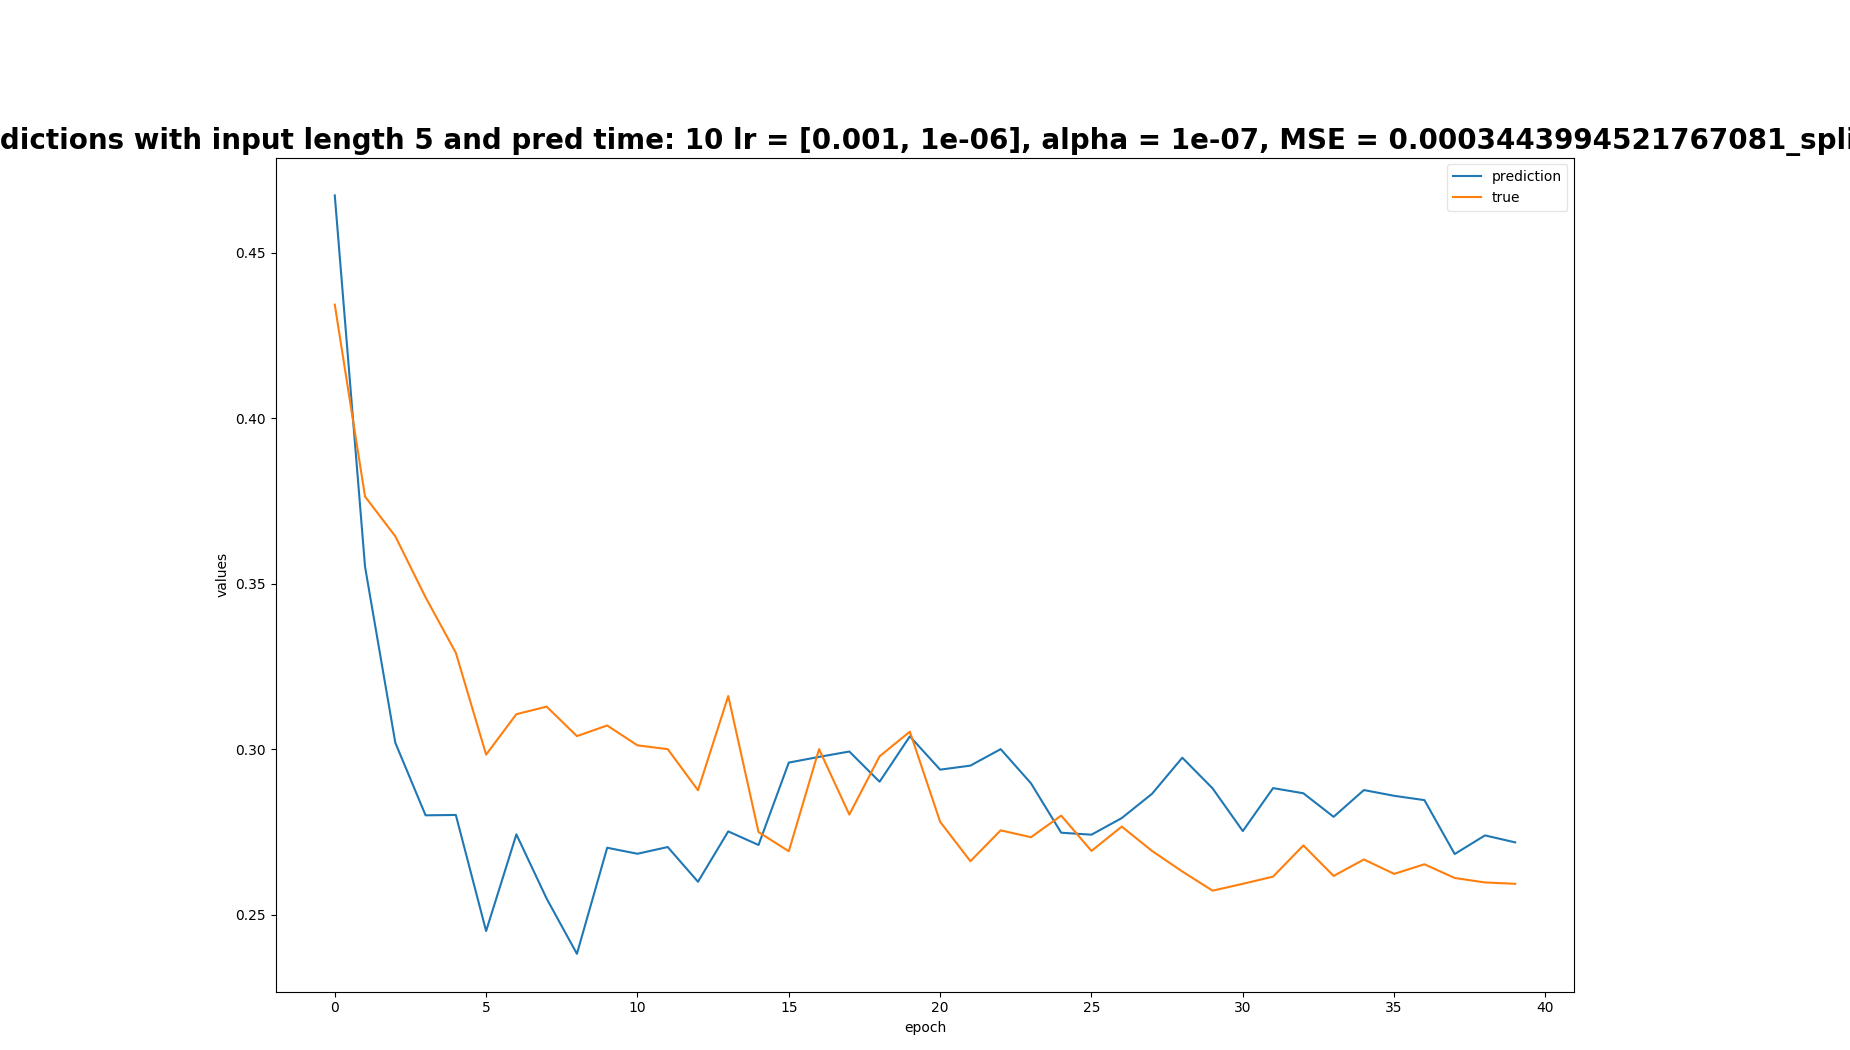 dictions with input length 5 and pred time: 10 lr = [0.001, 1e-06], alpha = 1e-07, MSE = 0.0003443994521767081_spli
prediction
true
0.45
0.40
0.35
0.30
0.25
values
0
5
10
15
20
25
30
35
40
epoch